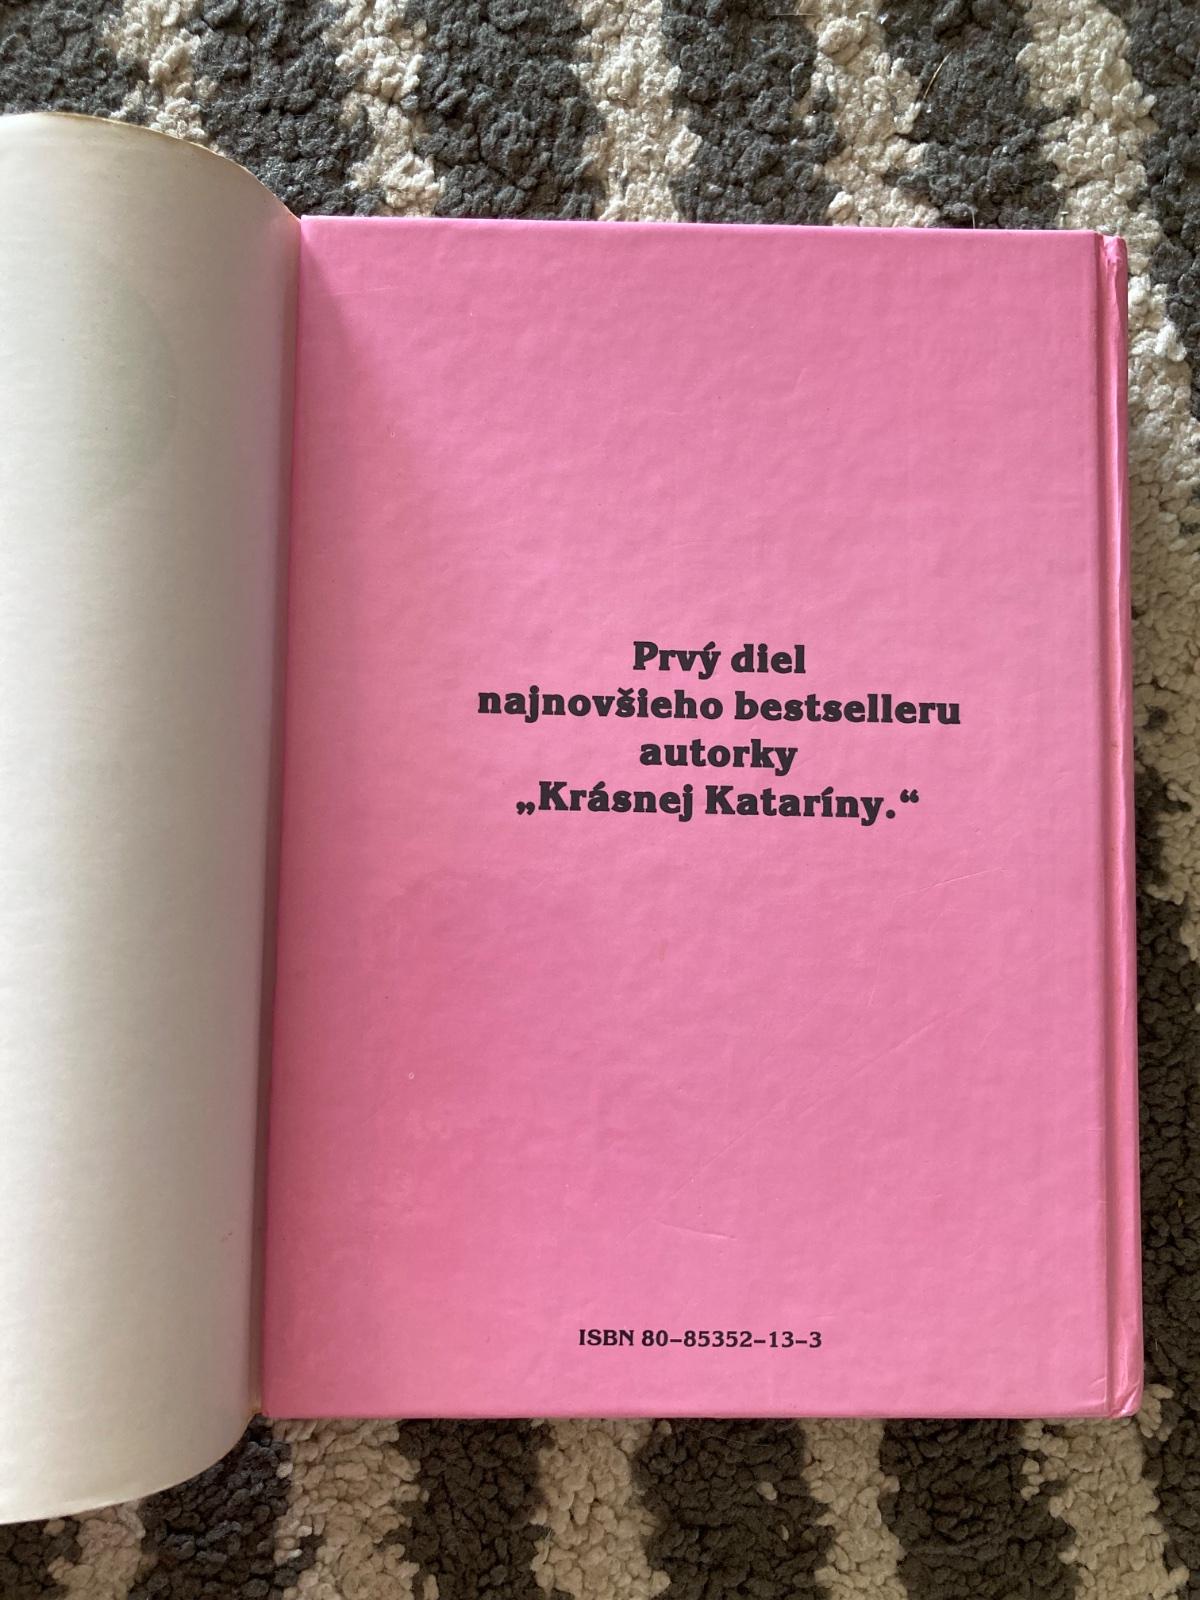 Prvý diel
najnovšieho bestselleru
autorky
„Krásnej Kataríny.“
ISBN 80–85352–13–3